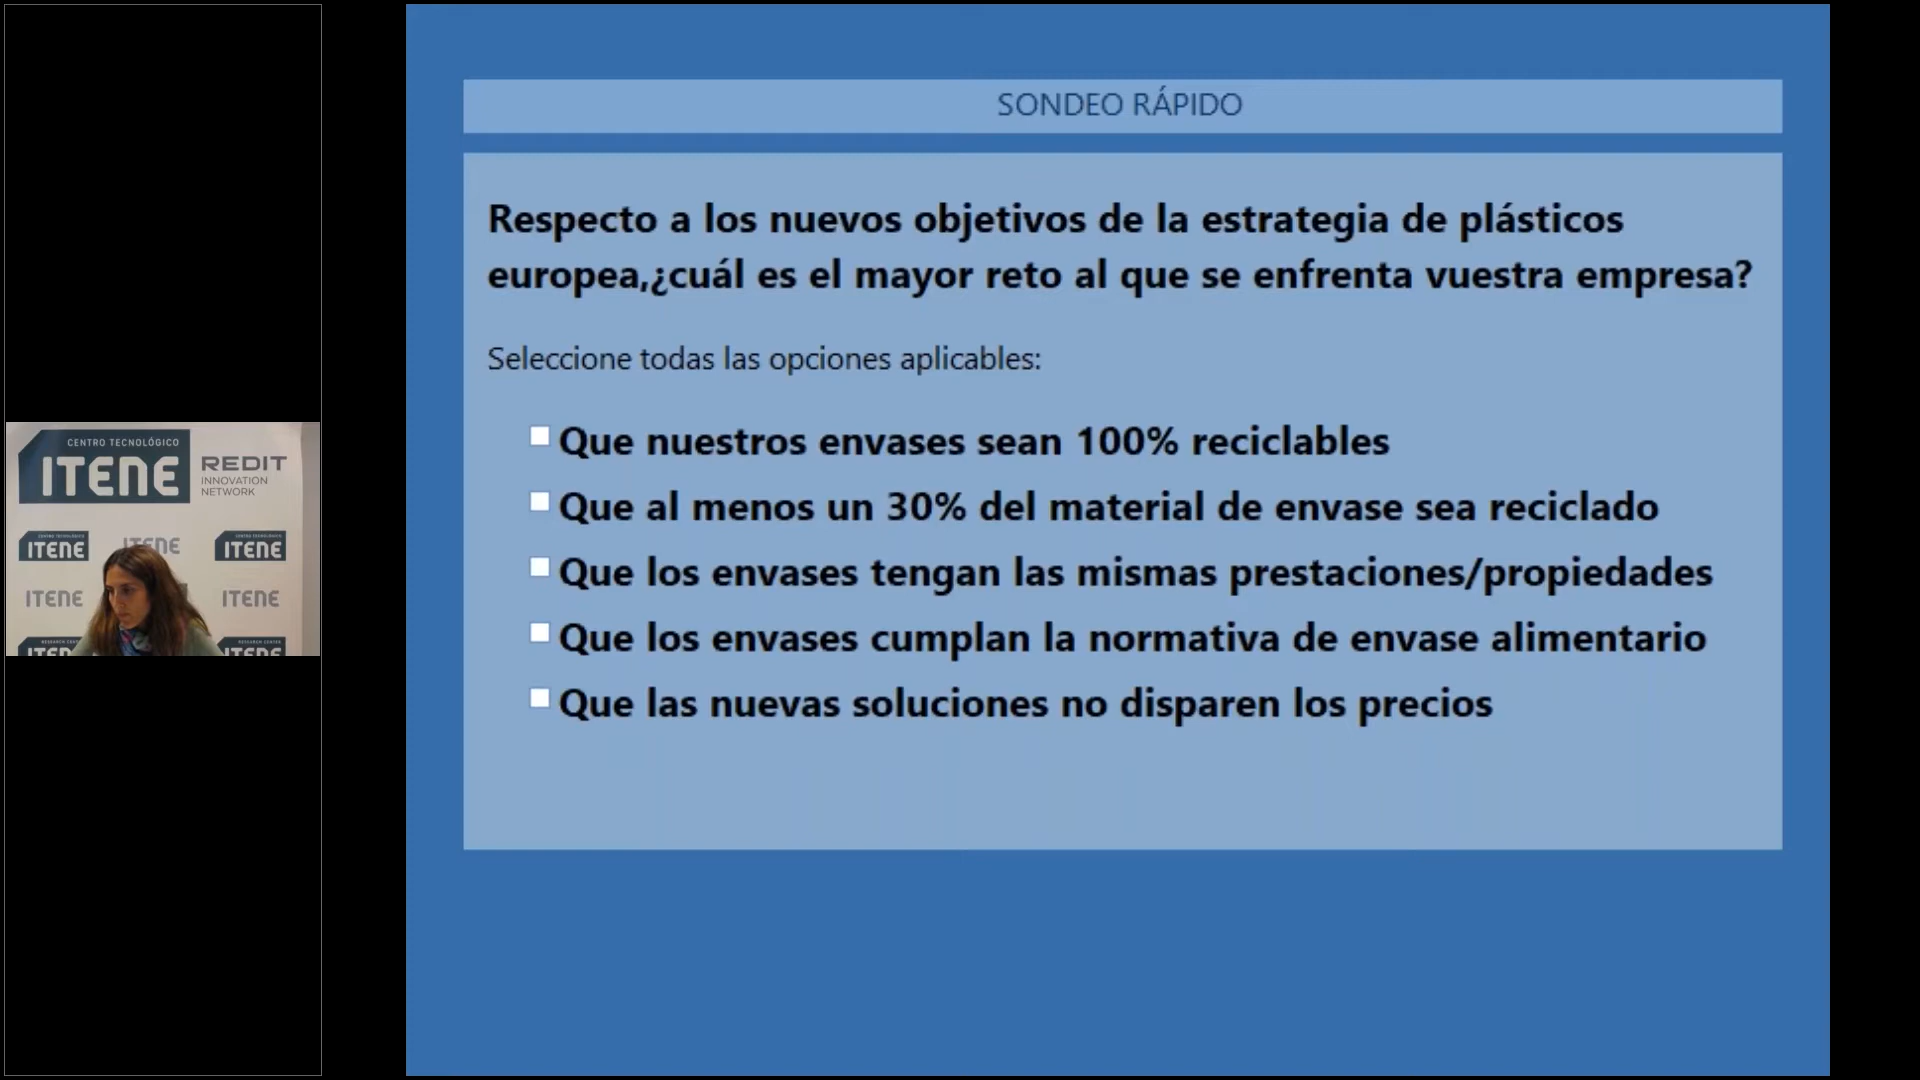 SONDEO RÁPIDO
Respecto a los nuevos objetivos de la estrategia de plásticos
europea,¿cuál es el mayor reto al que se enfrenta vuestra empresa?
Seleccione todas las opciones aplicables:
Que nuestros envases sean 100% reciclables
Que al menos un 30% del material de envase sea reciclado
Que los envases tengan las mismas prestaciones/propiedades
Que los envases cumplan la normativa de envase alimentario
Que las nuevas soluciones no disparen los precios
CENTRO TECNOLÓGICO
ITENE
REDIT
INNOVATION
NETWORK
ITENE
ITENE
ITENE
ITENE
ITENE